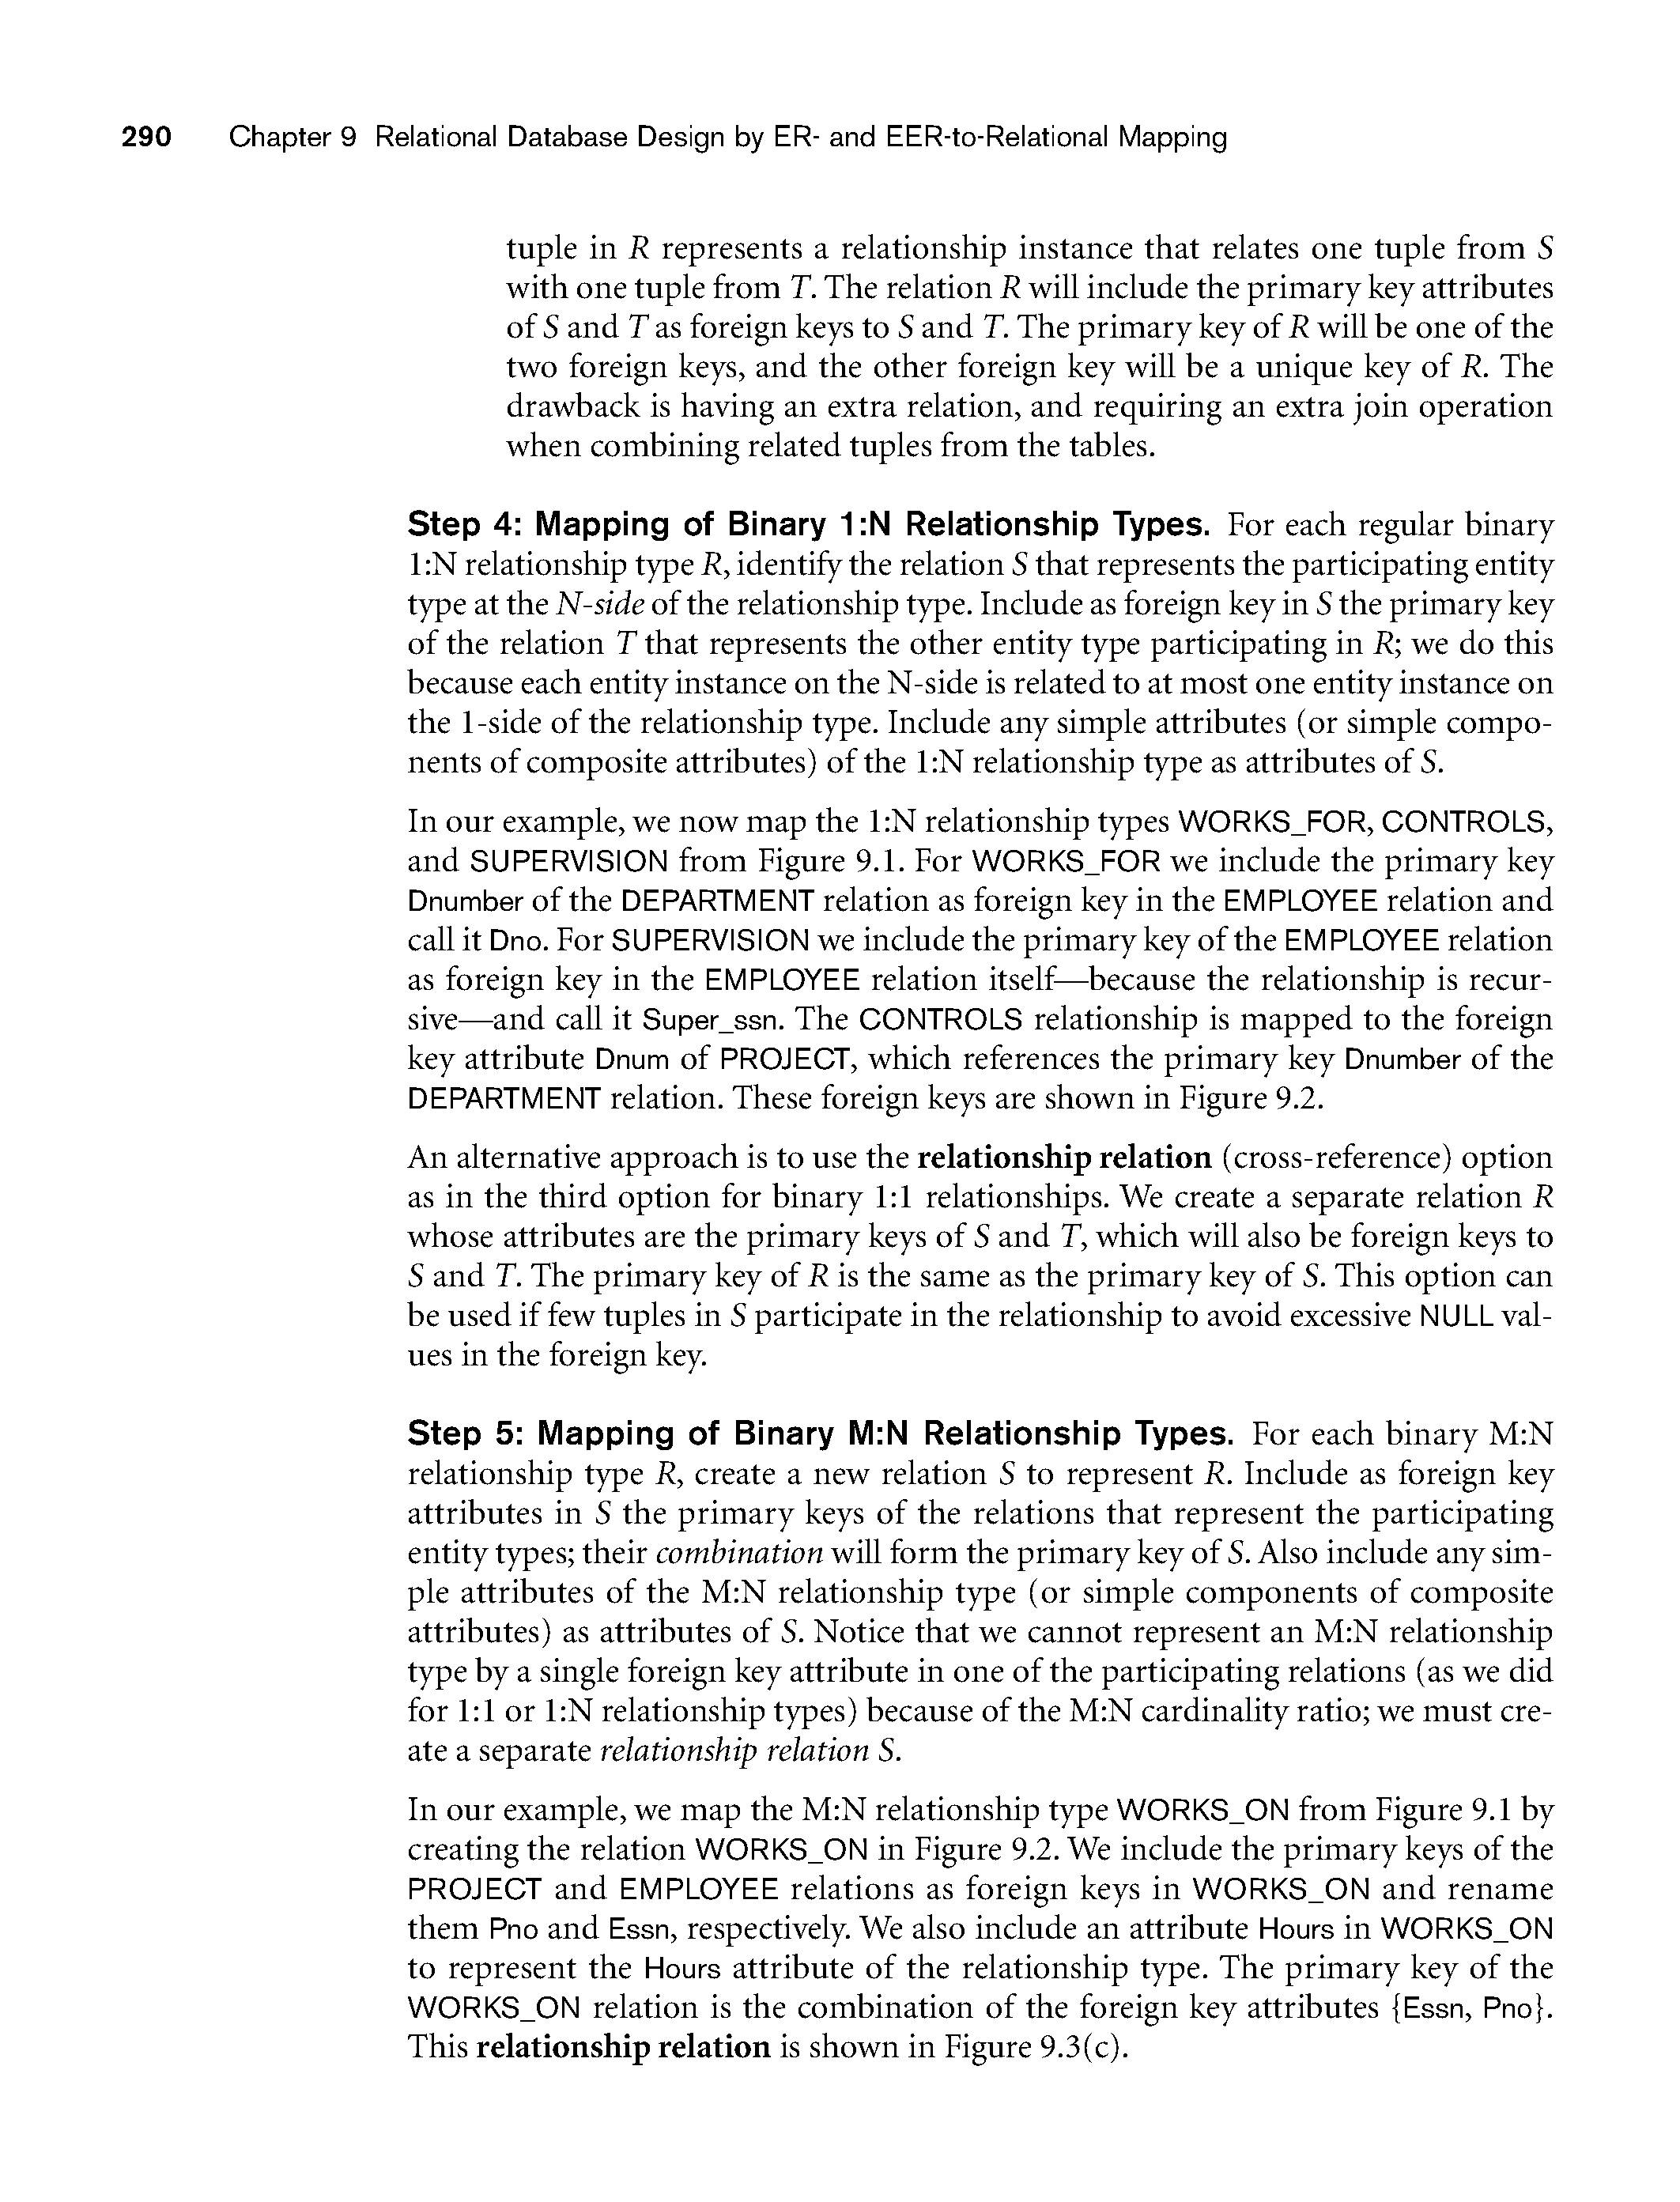 290 Chapter 9 Relational Database Design by ER- and EER-to-Relational Mapping
tuple in R represents a relationship instance that relates one tuple from S
with one tuple from T. The relation R will include the primary key attributes
of S and T as foreign keys to S and T. The primary key of R will be one of the
two foreign keys, and the other foreign key will be a unique key of R. The
drawback is having an extra relation, and requiring an extra join operation
when combining related tuples from the tables.
Step 4: Mapping of Binary 1:N Relationship Types. For each regular binary
1:N relationship type R, identify the relation S that represents the participating entity
type at the N-side of the relationship type. Include as foreign key in S the primary key
of the relation T that represents the other entity type participating in R; we do this
because each entity instance on the N-side is related to at most one entity instance on
the 1-side of the relationship type. Include any simple attributes (or simple compo-
nents of composite attributes) of the 1:N relationship type as attributes of S.
In our example, we now map the 1:N relationship types WORKS_FOR, CONTROLS,
and SUPERVISION from Figure 9.1. For WORKS_FOR we include the primary key
Dnumber of the DEPARTMENT relation as foreign key in the EMPLOYEE relation and
call it Dno. For SUPERVISION we include the primary key of the EMPLOYEE relation
as foreign key in the EMPLOYEE relation itself—because the relationship is recur-
sive—and call it Super_ssn. The CONTROLS relationship is mapped to the foreign
key attribute Dnum of PROJECT, which references the primary key Dnumber of the
DEPARTMENT relation. These foreign keys are shown in Figure 9.2.
An alternative approach is to use the relationship relation (cross-reference) option
as in the third option for binary 1:1 relationships. We create a separate relation R
whose attributes are the primary keys of S and T, which will also be foreign keys to
S and T. The primary key of R is the same as the primary key of S. This option can
be used if few tuples in S participate in the relationship to avoid excessive NULL val-
ues in the foreign key.
Step 5: Mapping of Binary M:N Relationship Types. For each binary M:N
relationship type R, create a new relation S to represent R. Include as foreign key
attributes in S the primary keys of the relations that represent the participating
entity types; their combination will form the primary key of S. Also include any sim-
ple attributes of the M:N relationship type (or simple components of composite
attributes) as attributes of S. Notice that we cannot represent an M:N relationship
type by a single foreign key attribute in one of the participating relations (as we did
for 1:1 or 1:N relationship types) because of the M:N cardinality ratio; we must cre-
ate a separate relationship relation S.
In our example, we map the M:N relationship type WORKS_ON from Figure 9.1 by
creating the relation WORKS_ON in Figure 9.2. We include the primary keys of the
PROJECT and EMPLOYEE relations as foreign keys in WORKS_ON and rename
them Pno and Essn, respectively. We also include an attribute Hours in WORKS_ON
to represent the Hours attribute of the relationship type. The primary key of the
WORKS_ON relation is the combination of the foreign key attributes {Essn, Pno}.
This relationship relation is shown in Figure 9.3(c).